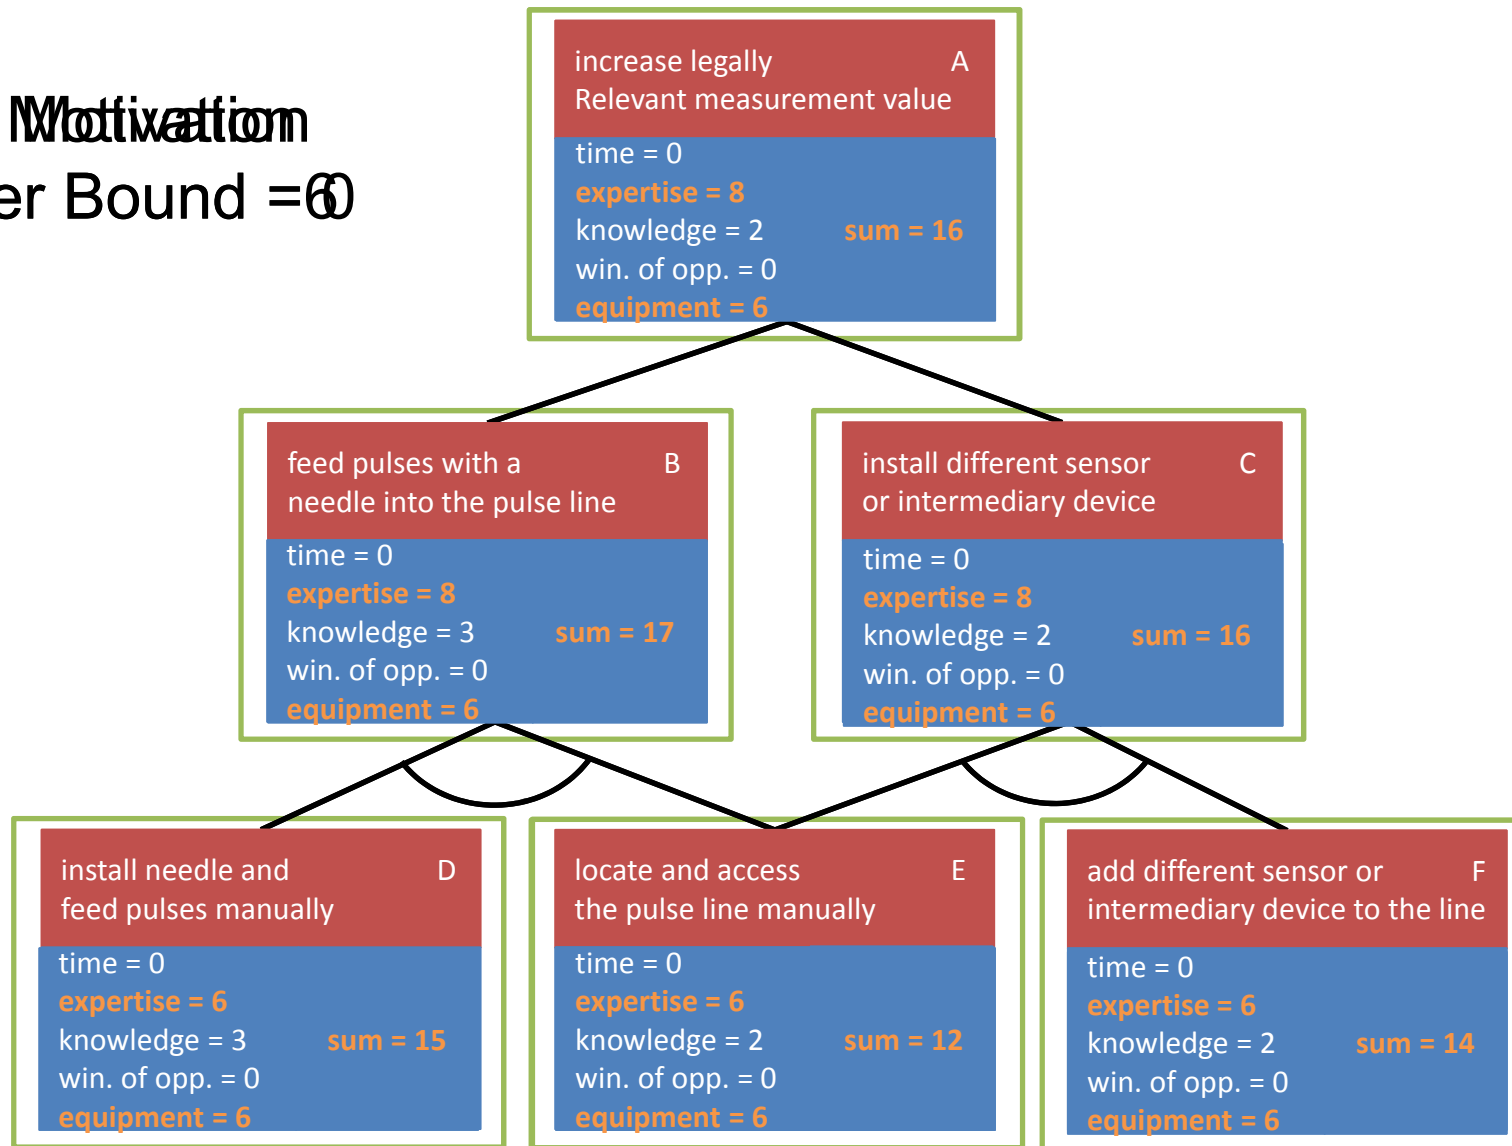 Motivation
er Bound =
increase legally A
Relevant measurement value
time = 0
expertise = 8
knowledge = 2 sum = 16
win. of opp. = 0
equipment = 6
feed pulses with a B
needle into the pulse line
time = 0
expertise = 8
knowledge = 3 sum = 17
win. of opp. = 0
equipment = 6
install different sensor C
or intermediary device
time = 0
expertise = 8
knowledge = 2 sum = 16
win. of opp. = 0
equipment = 6
install needle and D
feed pulses manually
time = 0
expertise = 6
knowledge = 3 sum = 15
win. of opp. = 0
equipment = 6
locate and access E
the pulse line manually
time = 0
expertise = 6
knowledge = 2 sum = 12
win. of opp. = 0
equipment = 6
add different sensor or F
intermediary device to the line
time = 0
expertise = 6
knowledge = 2 sum = 14
win. of opp. = 0
equipment = 6